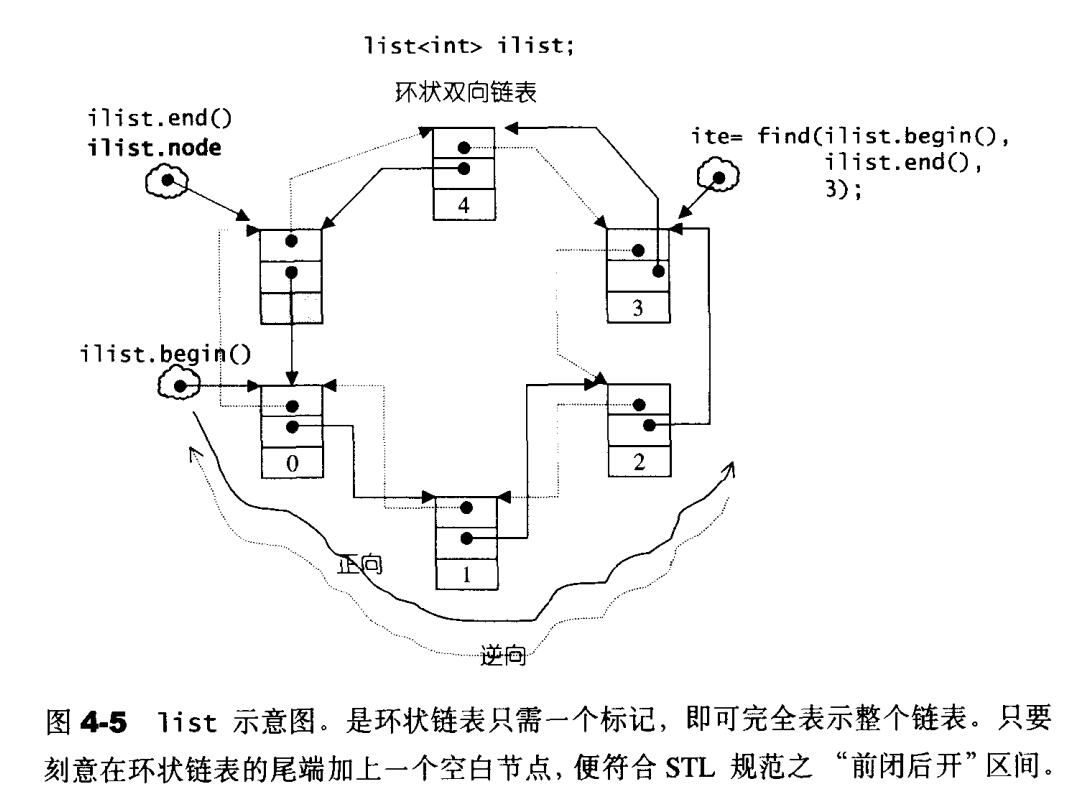 list<int> ilist;
环状双向链表
ilist.end()
ilist.node
ite= find(ilist.begin(),
ilist.end(),
3);
4
3
ilist.begin()
0
2
1
正向
逆向
图 4-5 list 示意图。是环状链表只需一个标记，即可完全表示整个链表。只要
刻意在环状链表的尾端加上一个空白节点，便符合 STL 规范之 “前闭后开”区间。